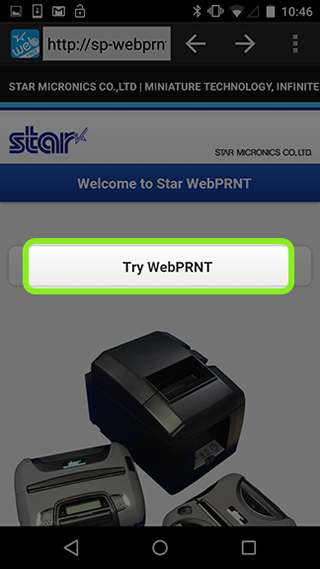 10:46
web
http://sp-webprn
STAR MICRONICS CO.,LTD | MINIATURE TECHNOLOGY, INFINITE
star
STAR MICRONICS CO., LTD.
Welcome to Star WebPRNT
Try WebPRNT